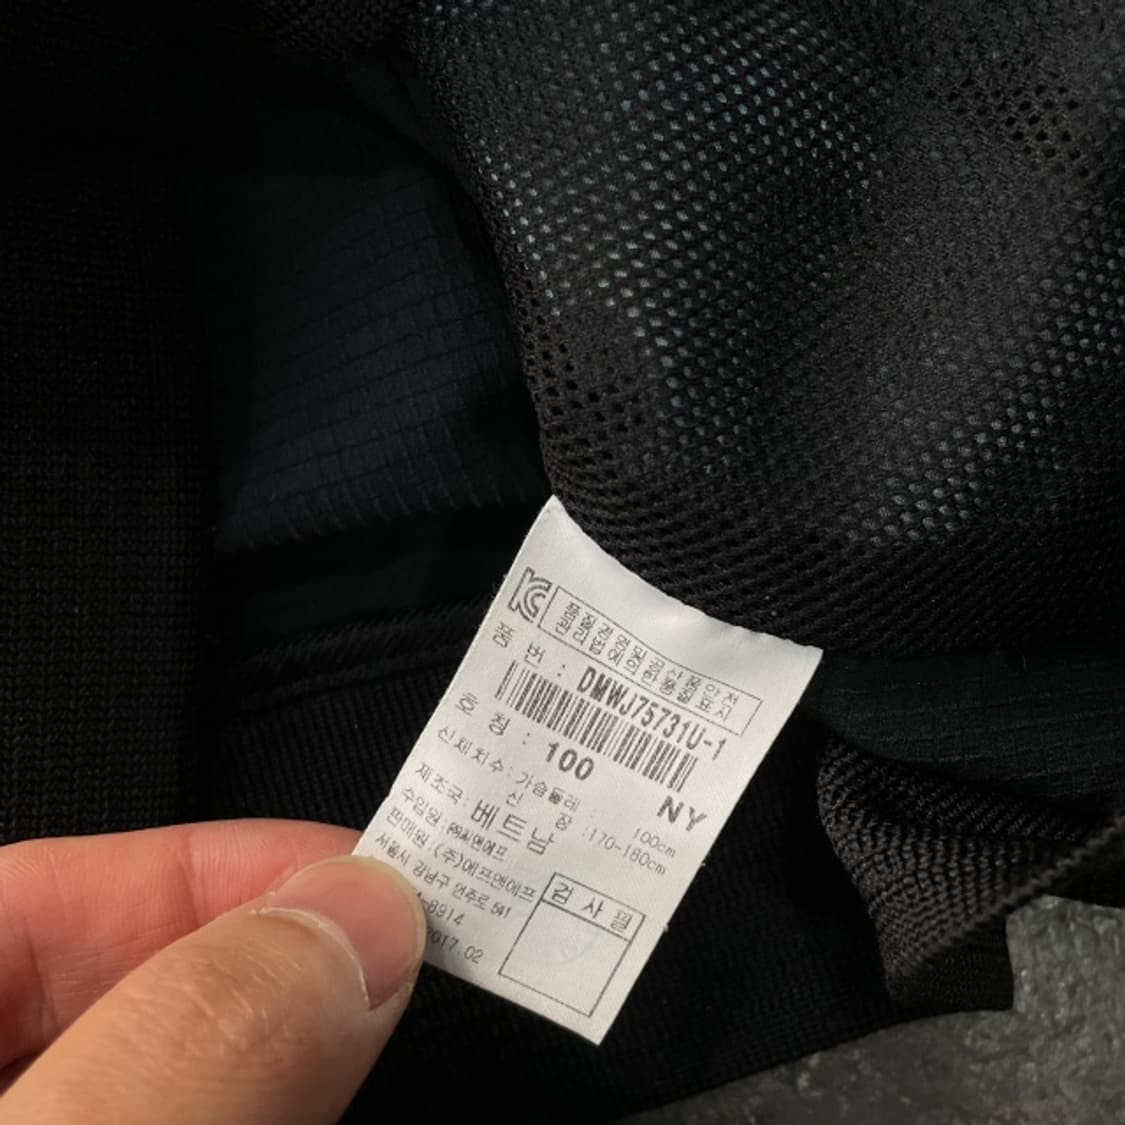 KC 품질경영 및 공산품 안전
관리법에 의한 품질표시
품 번 : DMWJ75731U-1
호 칭 : 100 NY
신체치수 : 가슴둘레 : 100cm
신 장 : 170-180cm
제조국 : 베트남
수입원 : 에프엔에프
판매원 : (주)에프앤에프
서울시 강남구 언주로 541
-8914
2017.02
검 사 필